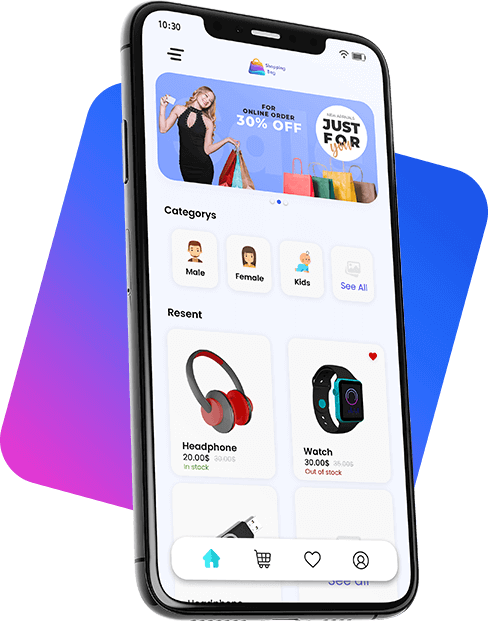 10:30
Shopping
Bag
FOR
ONLINE ORDER
30% OFF
NEW ARRIVALS
JUST
FOR
you
Categorys
Male
Female
Kids
See All
Resent
Headphone
20.00$ 30.00$
In stock
Watch
30.00$ 35.00$
Out of stock
Headphone
See all